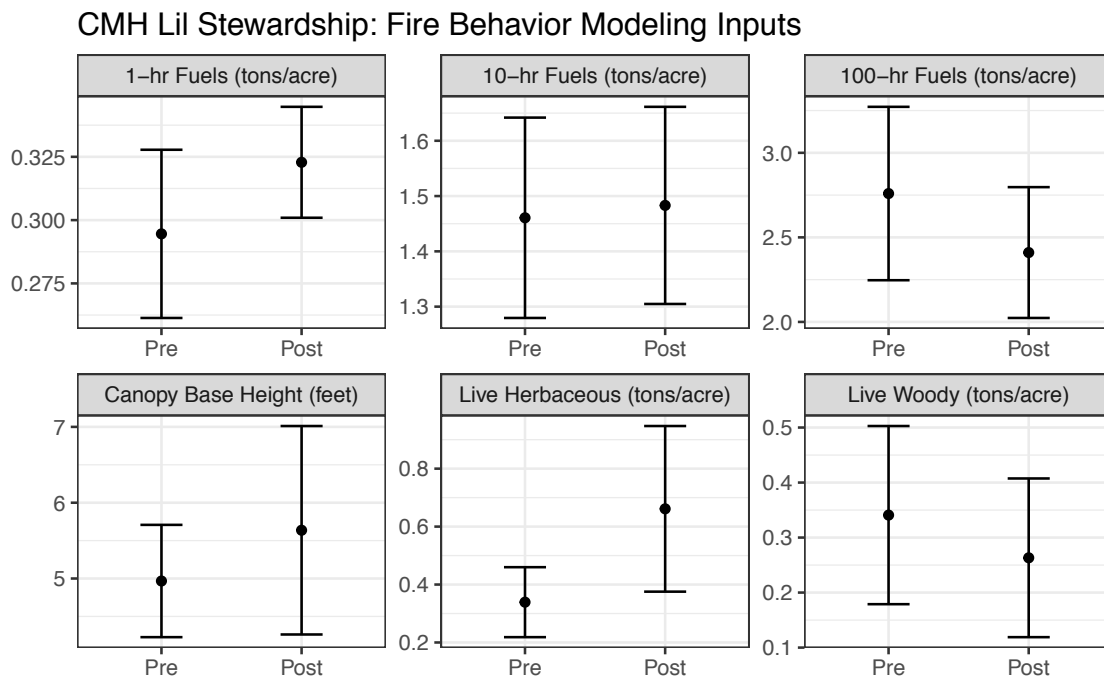 CMH Lil Stewardship: Fire Behavior Modeling Inputs
1−hr Fuels (tons/acre)
0.325
0.300
0.275
Pre Post
10−hr Fuels (tons/acre)
1.6
1.5
1.4
1.3
Pre Post
100−hr Fuels (tons/acre)
3.0
2.5
2.0
Pre Post
Canopy Base Height (feet)
7
6
5
Pre Post
Live Herbaceous (tons/acre)
0.8
0.6
0.4
0.2
Pre Post
Live Woody (tons/acre)
0.5
0.4
0.3
0.2
0.1
Pre Post